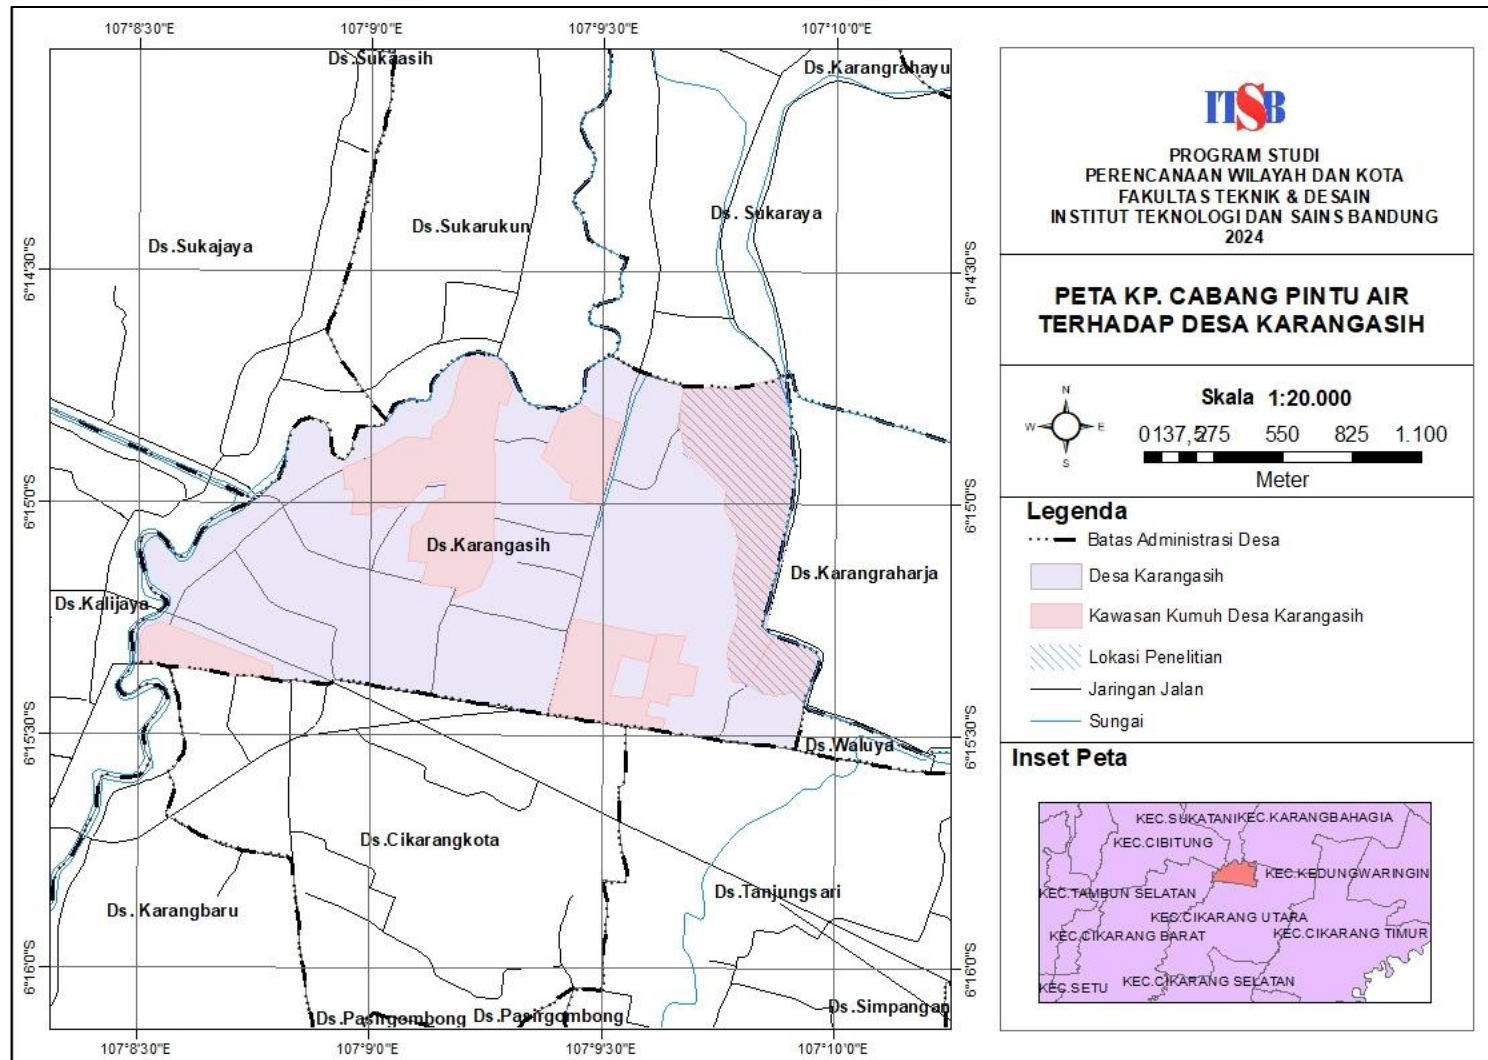 107°8'30"E 107°9'0"E 107°9'30"E 107°10'0"E
Ds.Sukaasih
Ds.Karangrahayu
Ds. Sukaraya
Ds.Sukarukun
Ds.Sukajaya
6°14'30"S 6°14'30"S
6°15'0"S 6°15'0"S
Ds.Karangasih
Ds.Karangraharja
Ds.Kalijaya
6°15'30"S 6°15'30"S
Ds.Waluya
Ds.Cikarangkota
Ds.Tanjungsari
Ds. Karangbaru
6°16'0"S 6°16'0"S
Ds.Simpangan
Ds.Pasirgombong Ds.Pasirgombong
107°8'30"E 107°9'0"E 107°9'30"E 107°10'0"E
ITSB
PROGRAM STUDI
PERENCANAAN WILAYAH DAN KOTA
FAKULTAS TEKNIK & DESAIN
INSTITUT TEKNOLOGI DAN SAINS BANDUNG
2024
PETA KP. CABANG PINTU AIR
TERHADAP DESA KARANGASIH
N
W E
S
Skala 1:20.000
0 137,5 275 550 825 1.100
Meter
Legenda
Batas Administrasi Desa
Desa Karangasih
Kawasan Kumuh Desa Karangasih
Lokasi Penelitian
Jaringan Jalan
Sungai
Inset Peta
KEC.SUKATANI KEC.KARANGBAHAGIA
KEC.CIBITUNG
KEC.KEDUNGWARINGIN
KEC.TAMBUN SELATAN
KEC.CIKARANG UTARA
KEC.CIKARANG BARAT KEC.CIKARANG TIMUR
KEC.SETU KEC.CIKARANG SELATAN